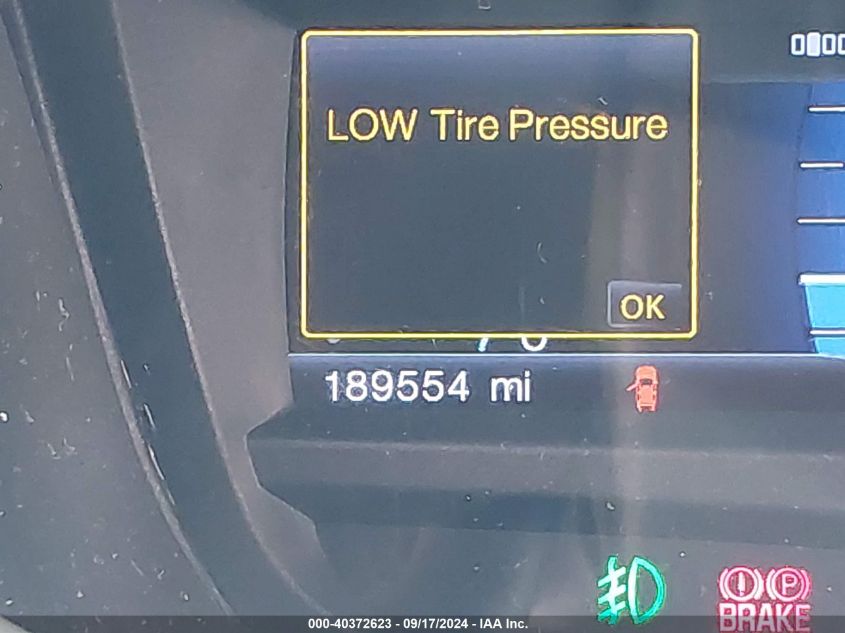 LOW Tire Pressure
OK
189554 mi
BRAKE
000-40372623 - 09/17/2024 - IAA Inc.